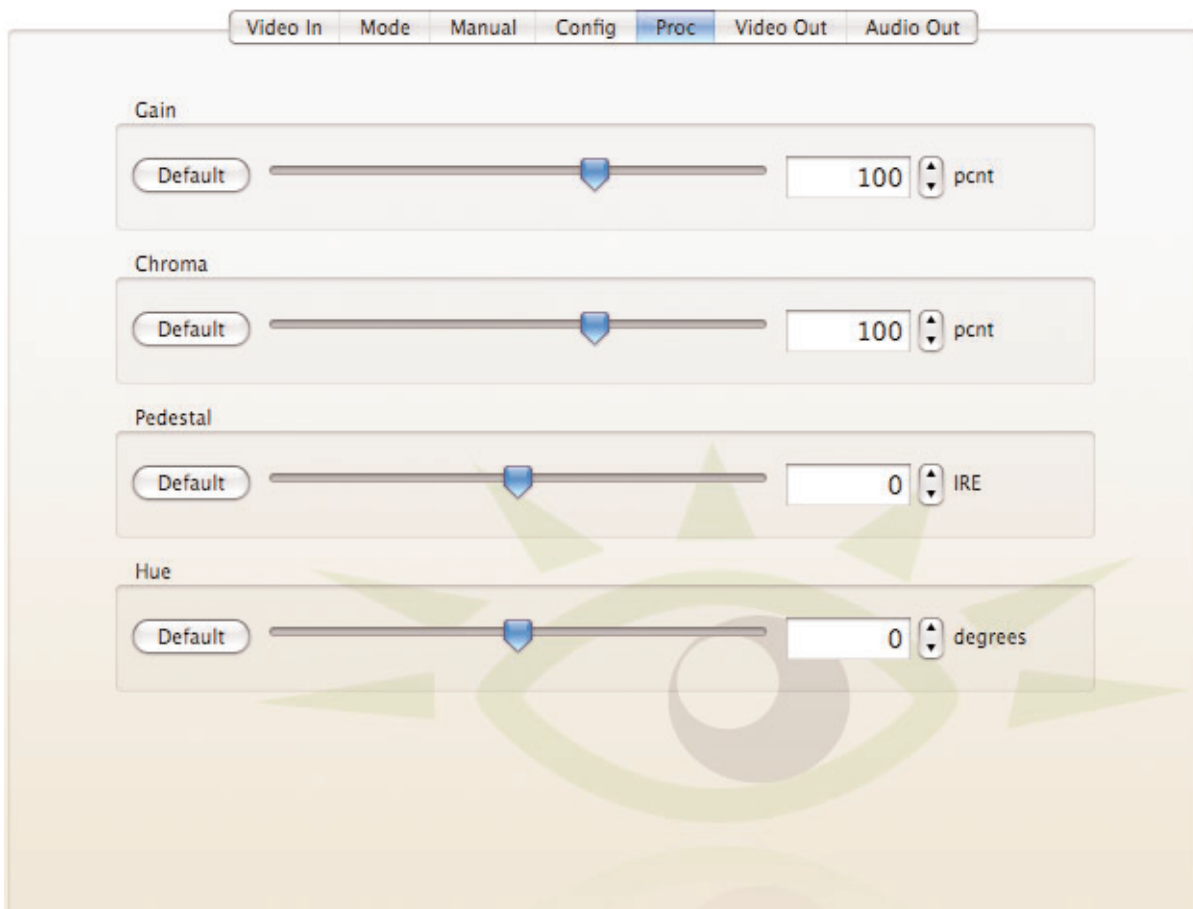 Video In Mode Manual Config Proc Video Out Audio Out
Gain
Default 100 pcnt
Chroma
Default 100 pcnt
Pedestal
Default 0 IRE
Hue
Default 0 degrees